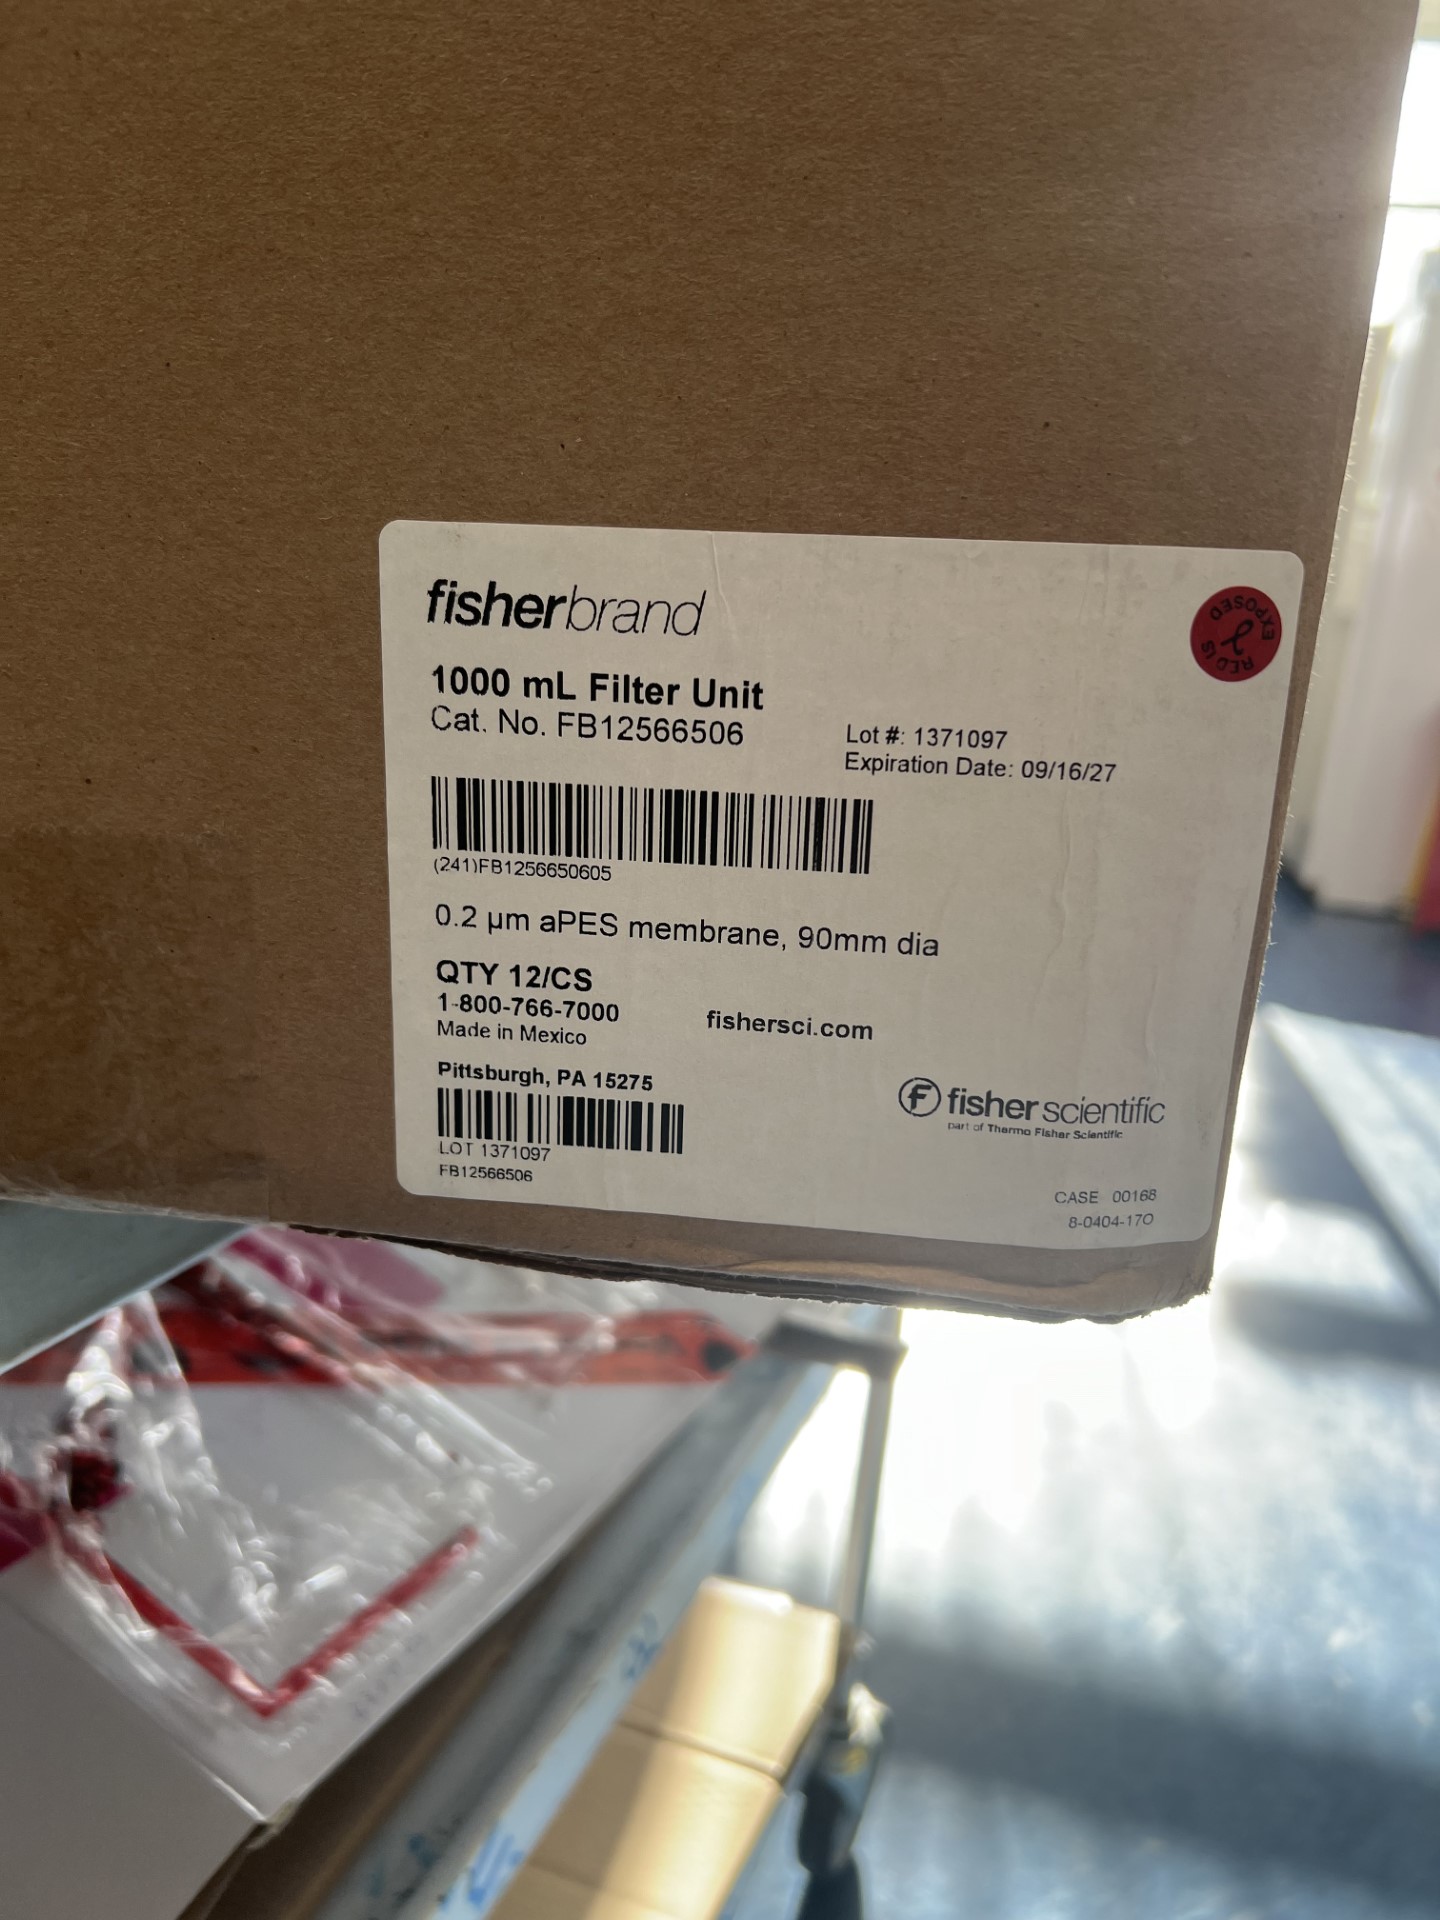 fisherbrand
RED IS EXPOSED
1000 mL Filter Unit
Cat. No. FB12566506
Lot #: 1371097
Expiration Date: 09/16/27
(241)FB1256650605
0.2 µm aPES membrane, 90mm dia
QTY 12/CS
1-800-766-7000
fishersci.com
Made in Mexico
Pittsburgh, PA 15275
F fisher scientific
part of Thermo Fisher Scientific
LOT 1371097
FB12566506
CASE 00168
8-0404-17O